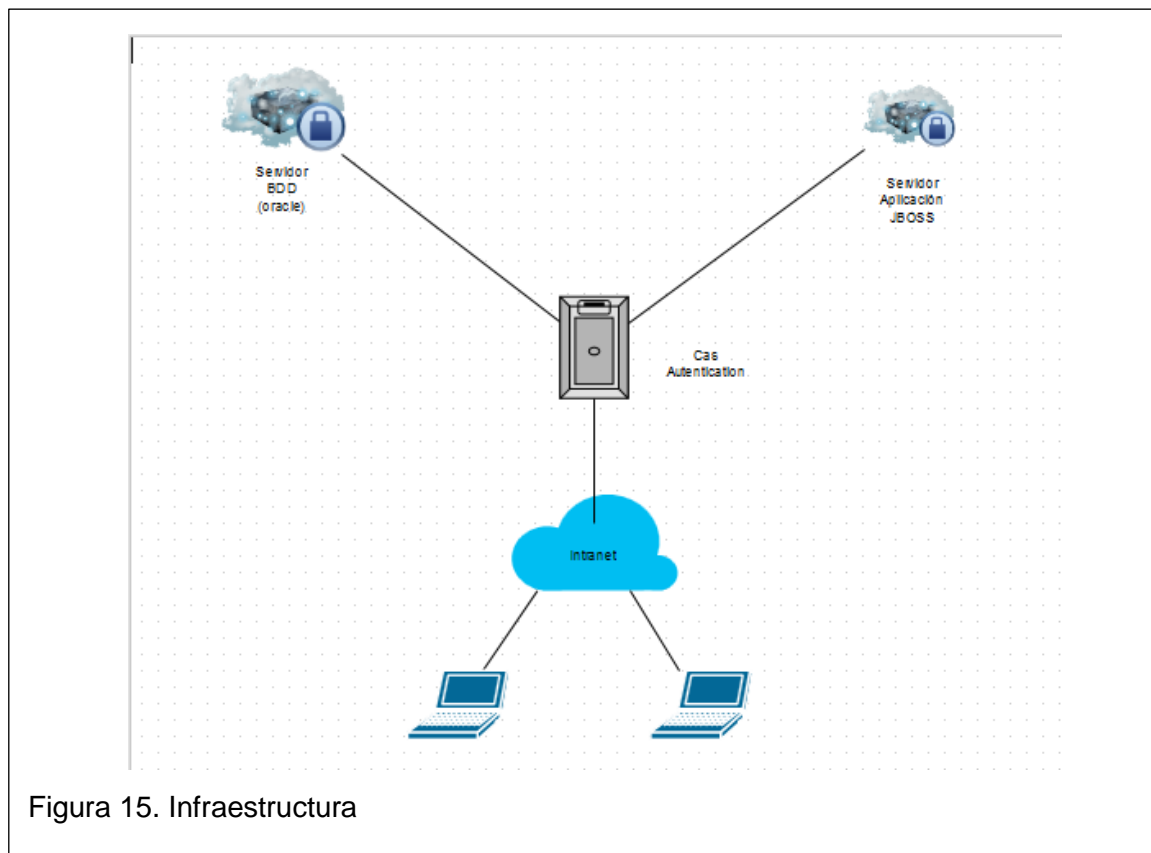 Servidor
BDD
(oracle)
Servidor
Aplicación
JBOSS
Cas
Autentication
Intranet
Figura 15. Infraestructura